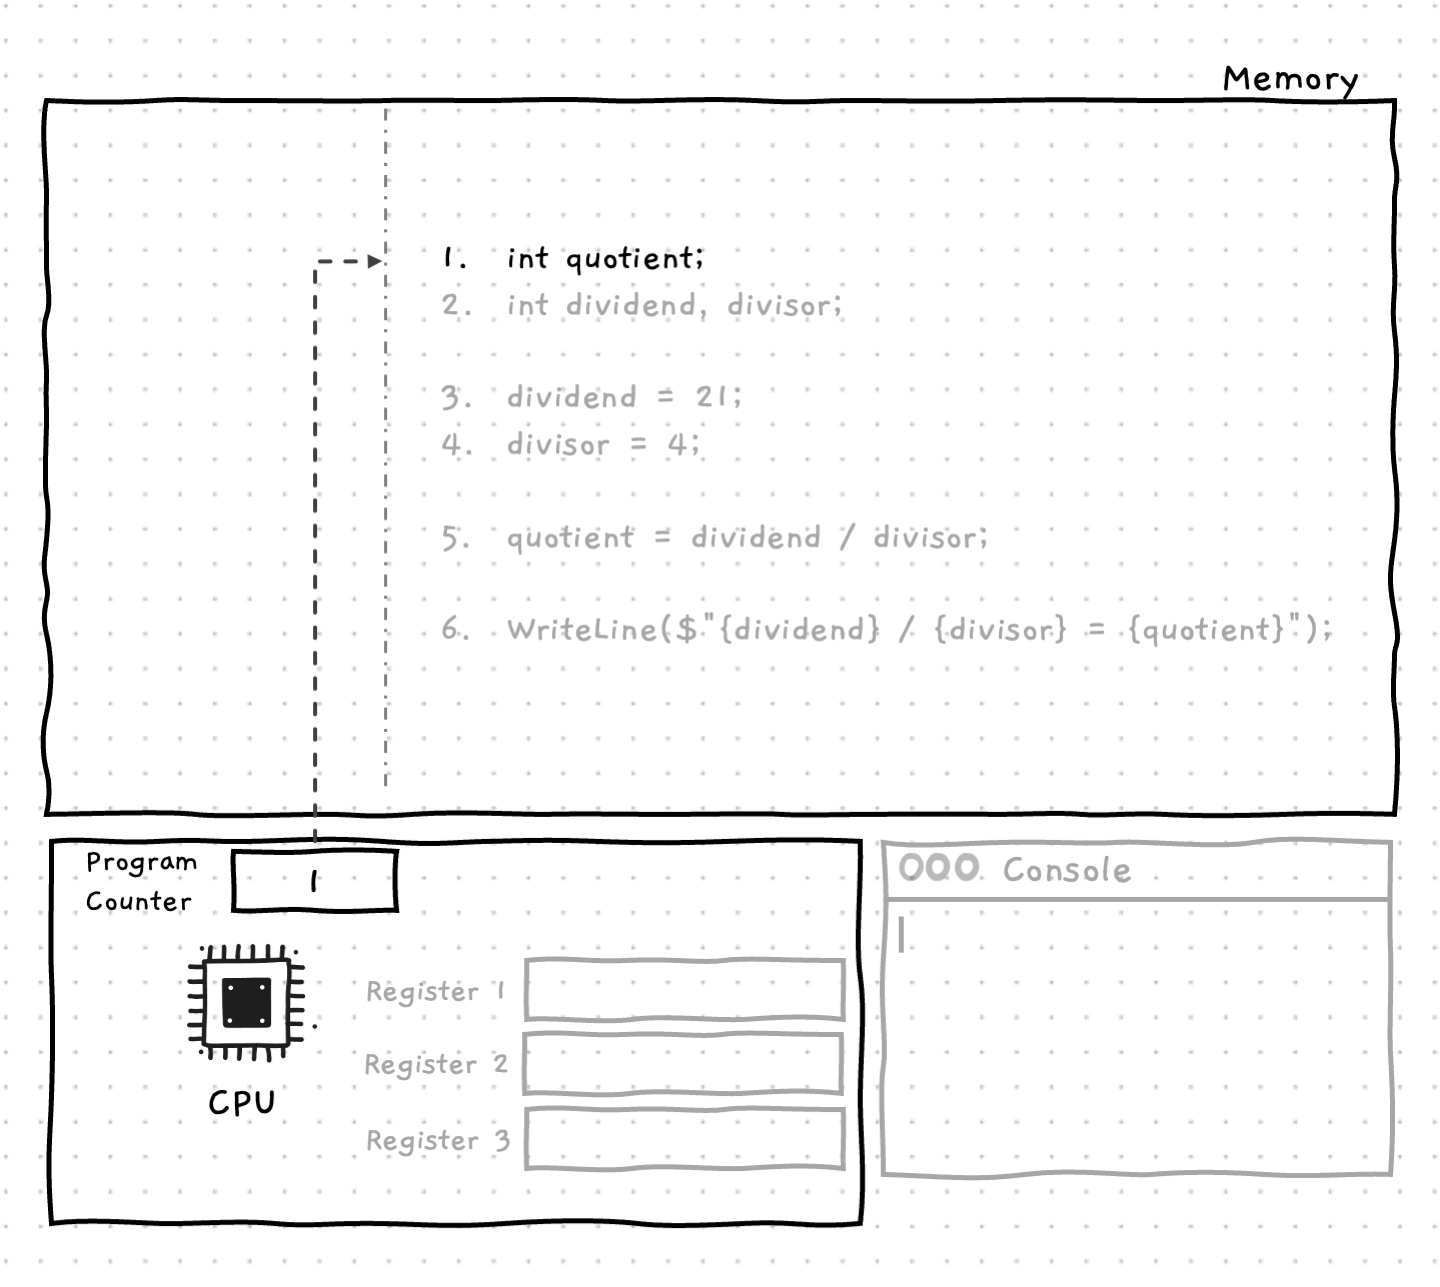 Memory
1. int quotient;
2. int dividend, divisor;
3. dividend = 21;
4. divisor = 4;
5. quotient = dividend / divisor;
6. WriteLine($"{dividend} / {divisor} = {quotient}");
Program
Counter
1
CPU
Register 1
Register 2
Register 3
Console